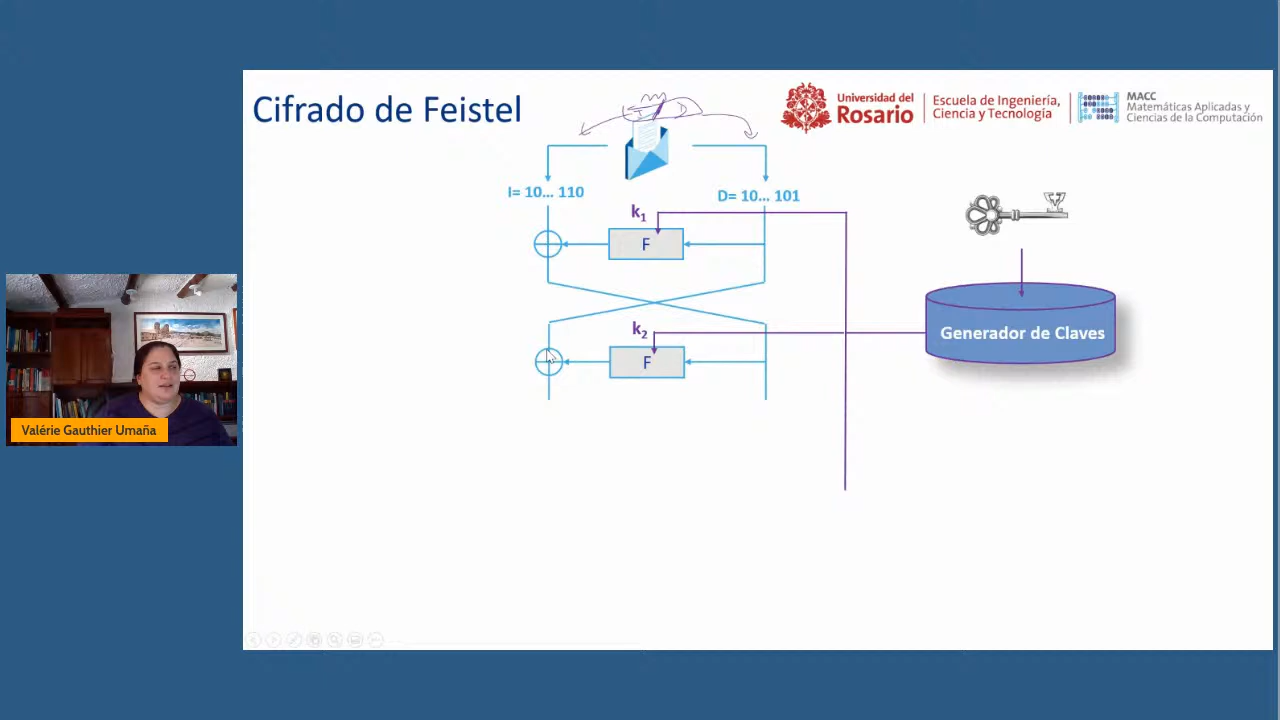 Cifrado de Feistel
m
I D
Universidad del
Rosario
Escuela de Ingeniería,
Ciencia y Tecnología
MACC
Matemáticas Aplicadas y
Ciencias de la Computación
I= 10... 110
D= 10... 101
k₁
F
k₂
F
Generador de Claves
Valérie Gauthier Umaña